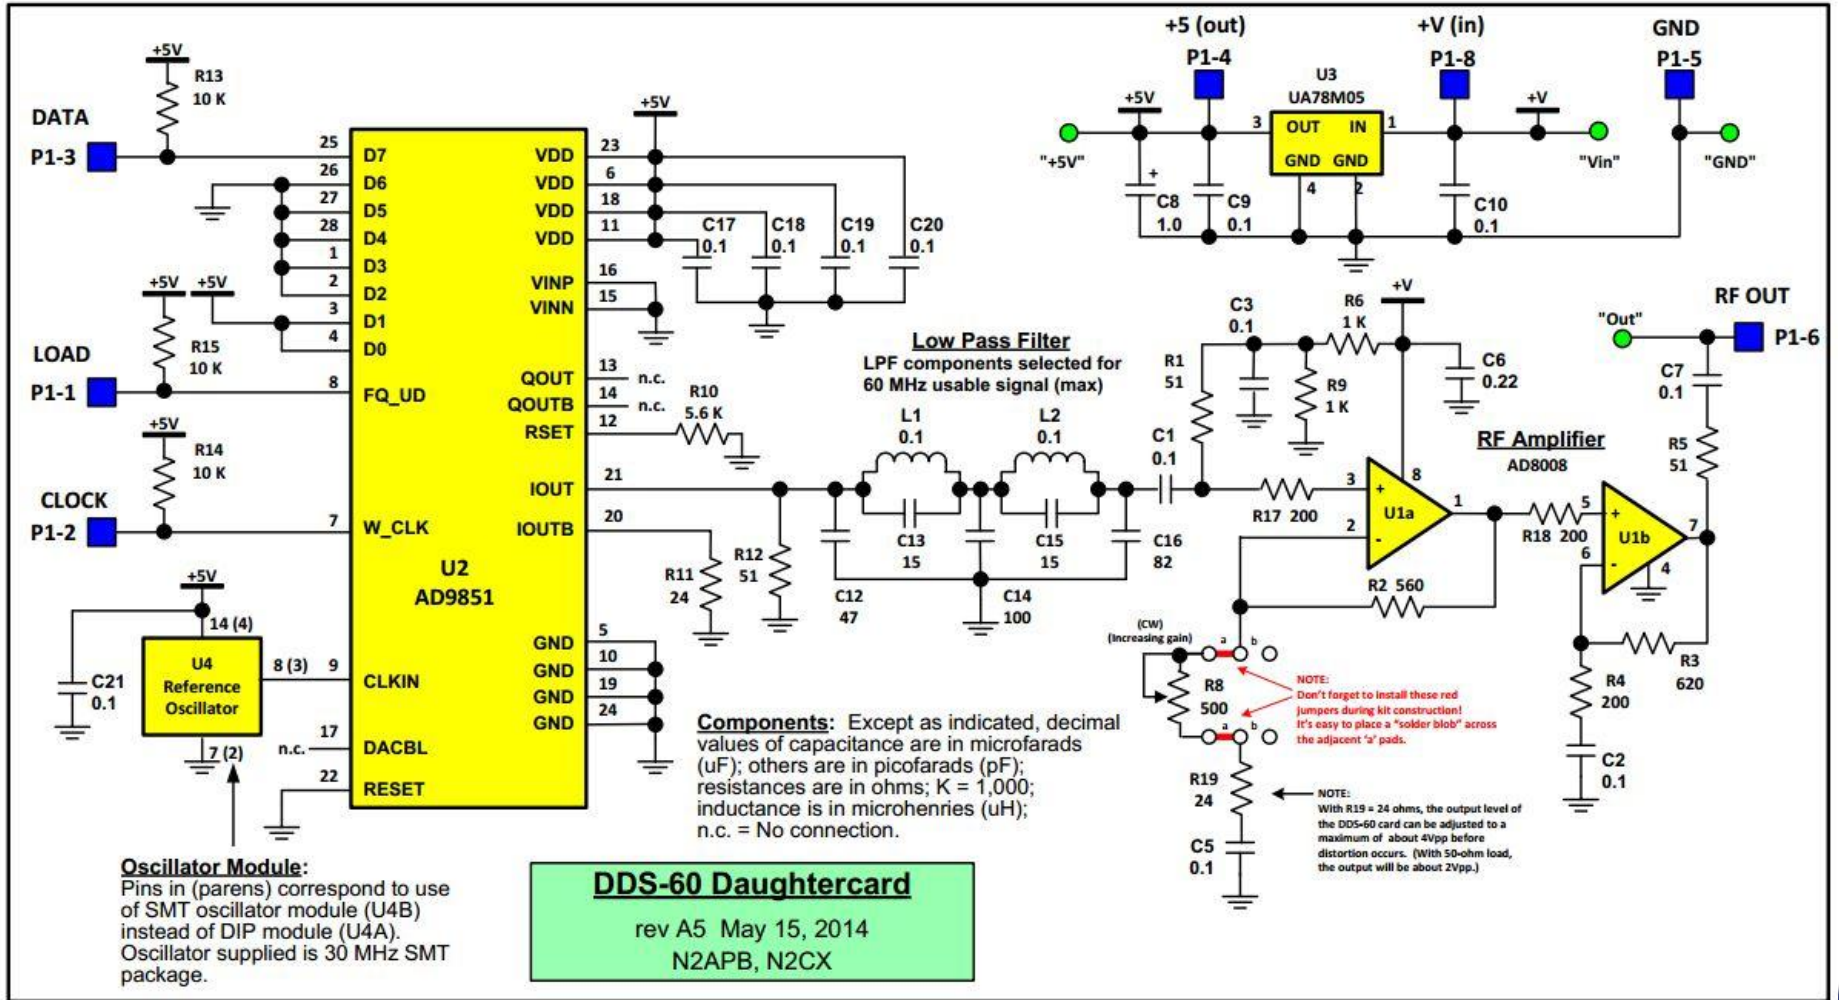 +5 (out)
P1-4
+V (in)
P1-8
GND
P1-5
U3
UA78M05
+5V
+V
3
OUT
IN
1
GND
GND
4
2
"+5V"
"Vin"
"GND"
+
C8
1.0
C9
0.1
C10
0.1
+5V
R13
10 K
DATA
P1-3
+5V
+5V
R15
10 K
LOAD
P1-1
+5V
R14
10 K
CLOCK
P1-2
25
26
27
28
1
2
3
4
8
7
9
17
22
D7
D6
D5
D4
D3
D2
D1
D0
FQ_UD
W_CLK
CLKIN
DACBL
RESET
n.c.
U2
AD9851
VDD
VDD
VDD
VDD
VINP
VINN
QOUT
QOUTB
RSET
IOUT
IOUTB
GND
GND
GND
GND
23
6
18
11
16
15
13
14
12
21
20
5
10
19
24
n.c.
n.c.
+5V
C17
0.1
C18
0.1
C19
0.1
C20
0.1
R10
5.6 K
+5V
14 (4)
U4
Reference
Oscillator
8 (3)
7 (2)
C21
0.1
R11
24
R12
51
Low Pass Filter
LPF components selected for
60 MHz usable signal (max)
L1
0.1
L2
0.1
C13
15
C15
15
C12
47
C14
100
C16
82
C1
0.1
R1
51
C3
0.1
R6
1 K
R9
1 K
+V
C6
0.22
R17 200
3
2
+
-
U1a
8
1
R2 560
RF Amplifier
AD8008
R18 200
5
6
+
-
U1b
7
4
"Out"
RF OUT
P1-6
C7
0.1
R5
51
R3
620
R4
200
C2
0.1
(CW)
(Increasing gain)
a
b
R8
500
a
b
NOTE:
Don't forget to install these red
jumpers during kit construction!
It's easy to place a "solder blob" across
the adjacent 'a' pads.
R19
24
C5
0.1
NOTE:
With R19 = 24 ohms, the output level of
the DDS-60 card can be adjusted to a
maximum of about 4Vpp before
distortion occurs. (With 50-ohm load,
the output will be about 2Vpp.)
Components: Except as indicated, decimal
values of capacitance are in microfarads
(uF); others are in picofarads (pF);
resistances are in ohms; K = 1,000;
inductance is in microhenries (uH);
n.c. = No connection.
Oscillator Module:
Pins in (parens) correspond to use
of SMT oscillator module (U4B)
instead of DIP module (U4A).
Oscillator supplied is 30 MHz SMT
package.
DDS-60 Daughtercard
rev A5 May 15, 2014
N2APB, N2CX